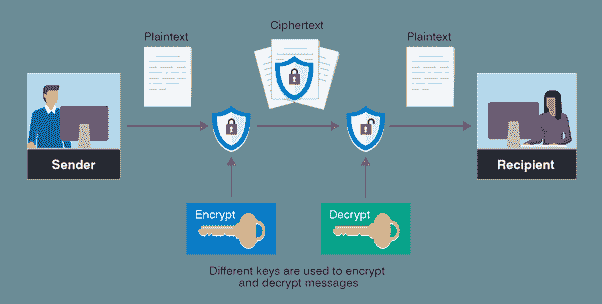 Ciphertext
Plaintext
Plaintext
Sender
Recipient
Encrypt
Decrypt
Different keys are used to encrypt
and decrypt messages